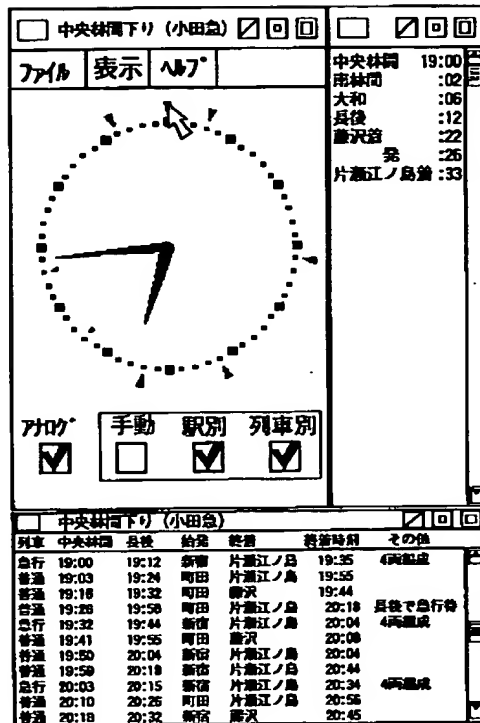 中央林間下り (小田急)
ファイル 表示 ヘルプ
アナログ 手動 駅別 列車別
中央林間 19:00
南林間 :02
大和 :06
長後 :12
藤沢着 :22
発 :26
片瀬江ノ島着 :33
中央林間下り (小田急)
列車 中央林間 長後 始発 終着 終着時刻 その他
急行 19:00 19:12 新宿 片瀬江ノ島 19:35 4両編成
普通 19:03 19:24 町田 片瀬江ノ島 19:55
普通 19:16 19:32 町田 藤沢 19:44
普通 19:26 19:56 町田 片瀬江ノ島 20:18 長後で急行待
急行 19:32 19:44 新宿 片瀬江ノ島 20:04 4両編成
普通 19:41 19:55 町田 藤沢 20:08
普通 19:50 20:04 新宿 片瀬江ノ島 20:04
普通 19:59 20:18 新宿 片瀬江ノ島 20:44
急行 20:03 20:15 新宿 片瀬江ノ島 20:34 4両編成
普通 20:10 20:26 町田 片瀬江ノ島 20:56
普通 20:18 20:32 新宿 藤沢 20:45